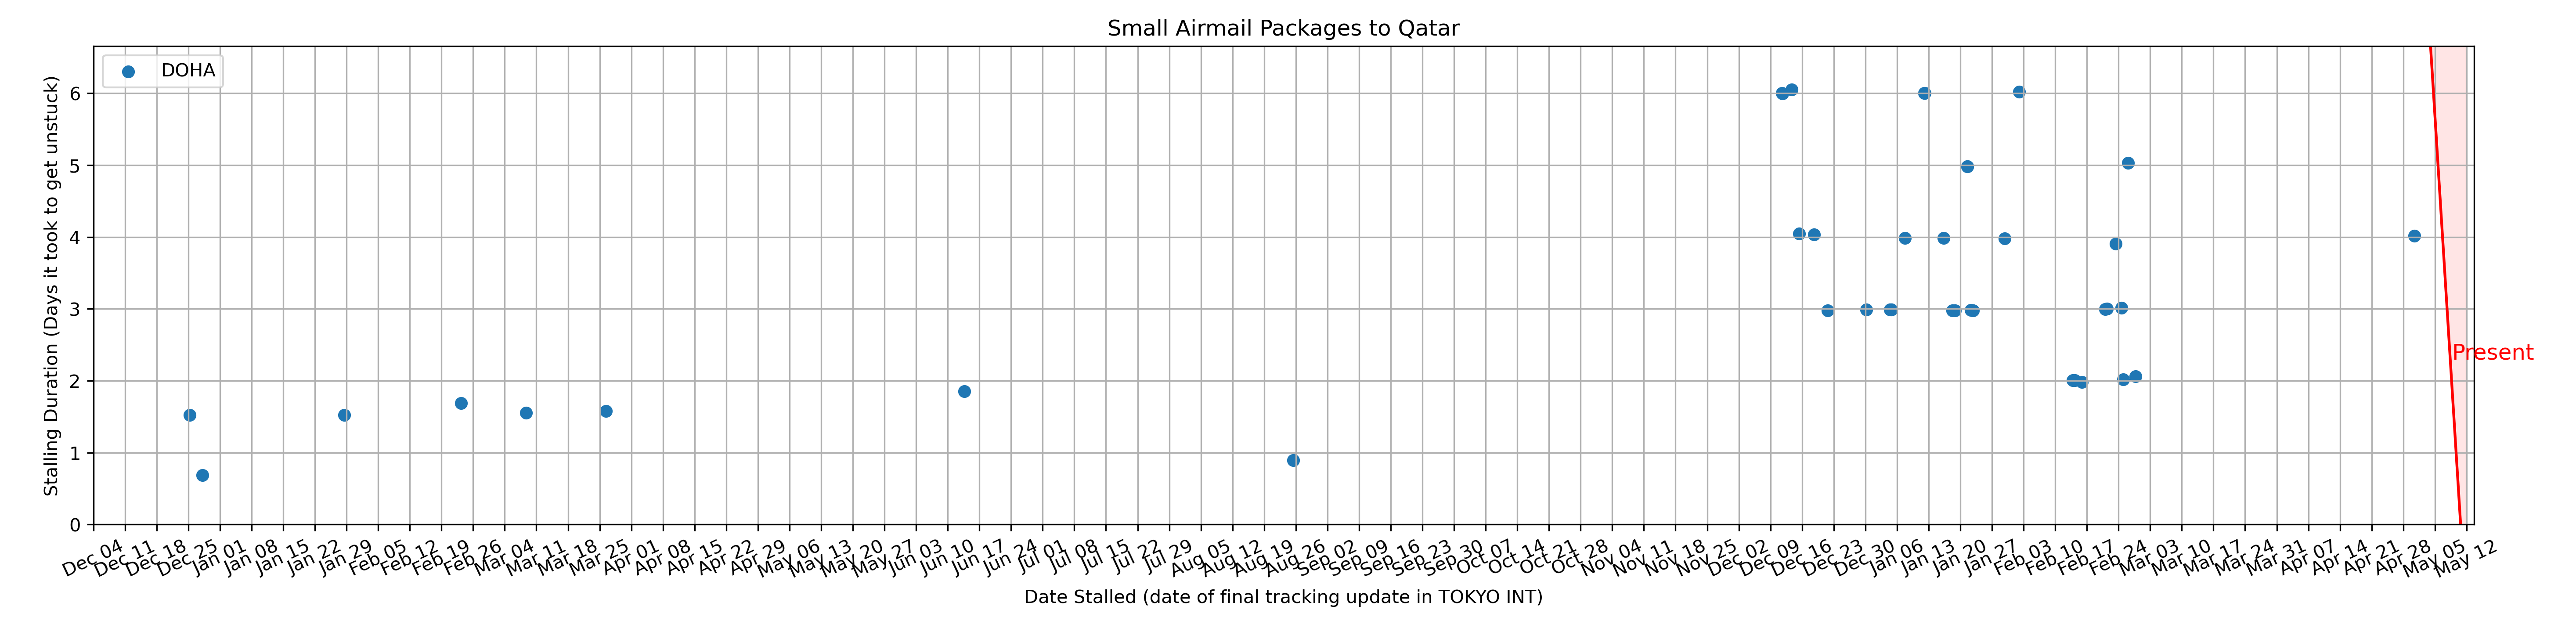 Small Airmail Packages to Qatar
DOHA
Stalling Duration (Days it took to get unstuck)
6
5
4
3
2
1
0
Present
Dec 04
Dec 11
Dec 18
Dec 25
Jan 01
Jan 08
Jan 15
Jan 22
Jan 29
Feb 05
Feb 12
Feb 19
Feb 26
Mar 04
Mar 11
Mar 18
Mar 25
Apr 01
Apr 08
Apr 15
Apr 22
Apr 29
May 06
May 13
May 20
May 27
Jun 03
Jun 10
Jun 17
Jun 24
Jul 01
Jul 08
Jul 15
Jul 22
Jul 29
Aug 05
Aug 12
Aug 19
Aug 26
Sep 02
Sep 09
Sep 16
Sep 23
Sep 30
Oct 07
Oct 14
Oct 21
Oct 28
Nov 04
Nov 11
Nov 18
Nov 25
Dec 02
Dec 09
Dec 16
Dec 23
Dec 30
Jan 06
Jan 13
Jan 20
Jan 27
Feb 03
Feb 10
Feb 17
Feb 24
Mar 03
Mar 10
Mar 17
Mar 24
Mar 31
Apr 07
Apr 14
Apr 21
Apr 28
May 05
May 12
Date Stalled (date of final tracking update in TOKYO INT)